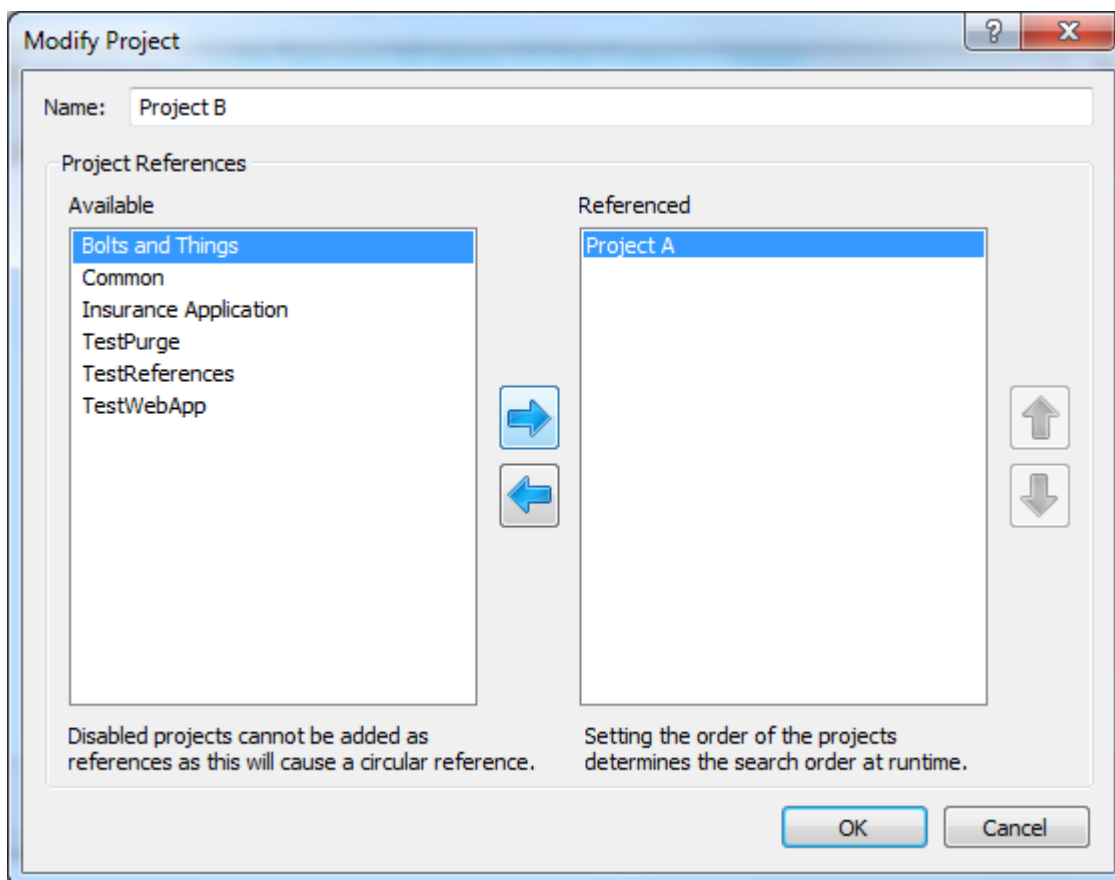 Modify Project
Name: Project B
Project References
Available
Referenced
Bolts and Things
Common
Insurance Application
TestPurge
TestReferences
TestWebApp
Project A
Disabled projects cannot be added as
references as this will cause a circular reference.
Setting the order of the projects
determines the search order at runtime.
OK
Cancel